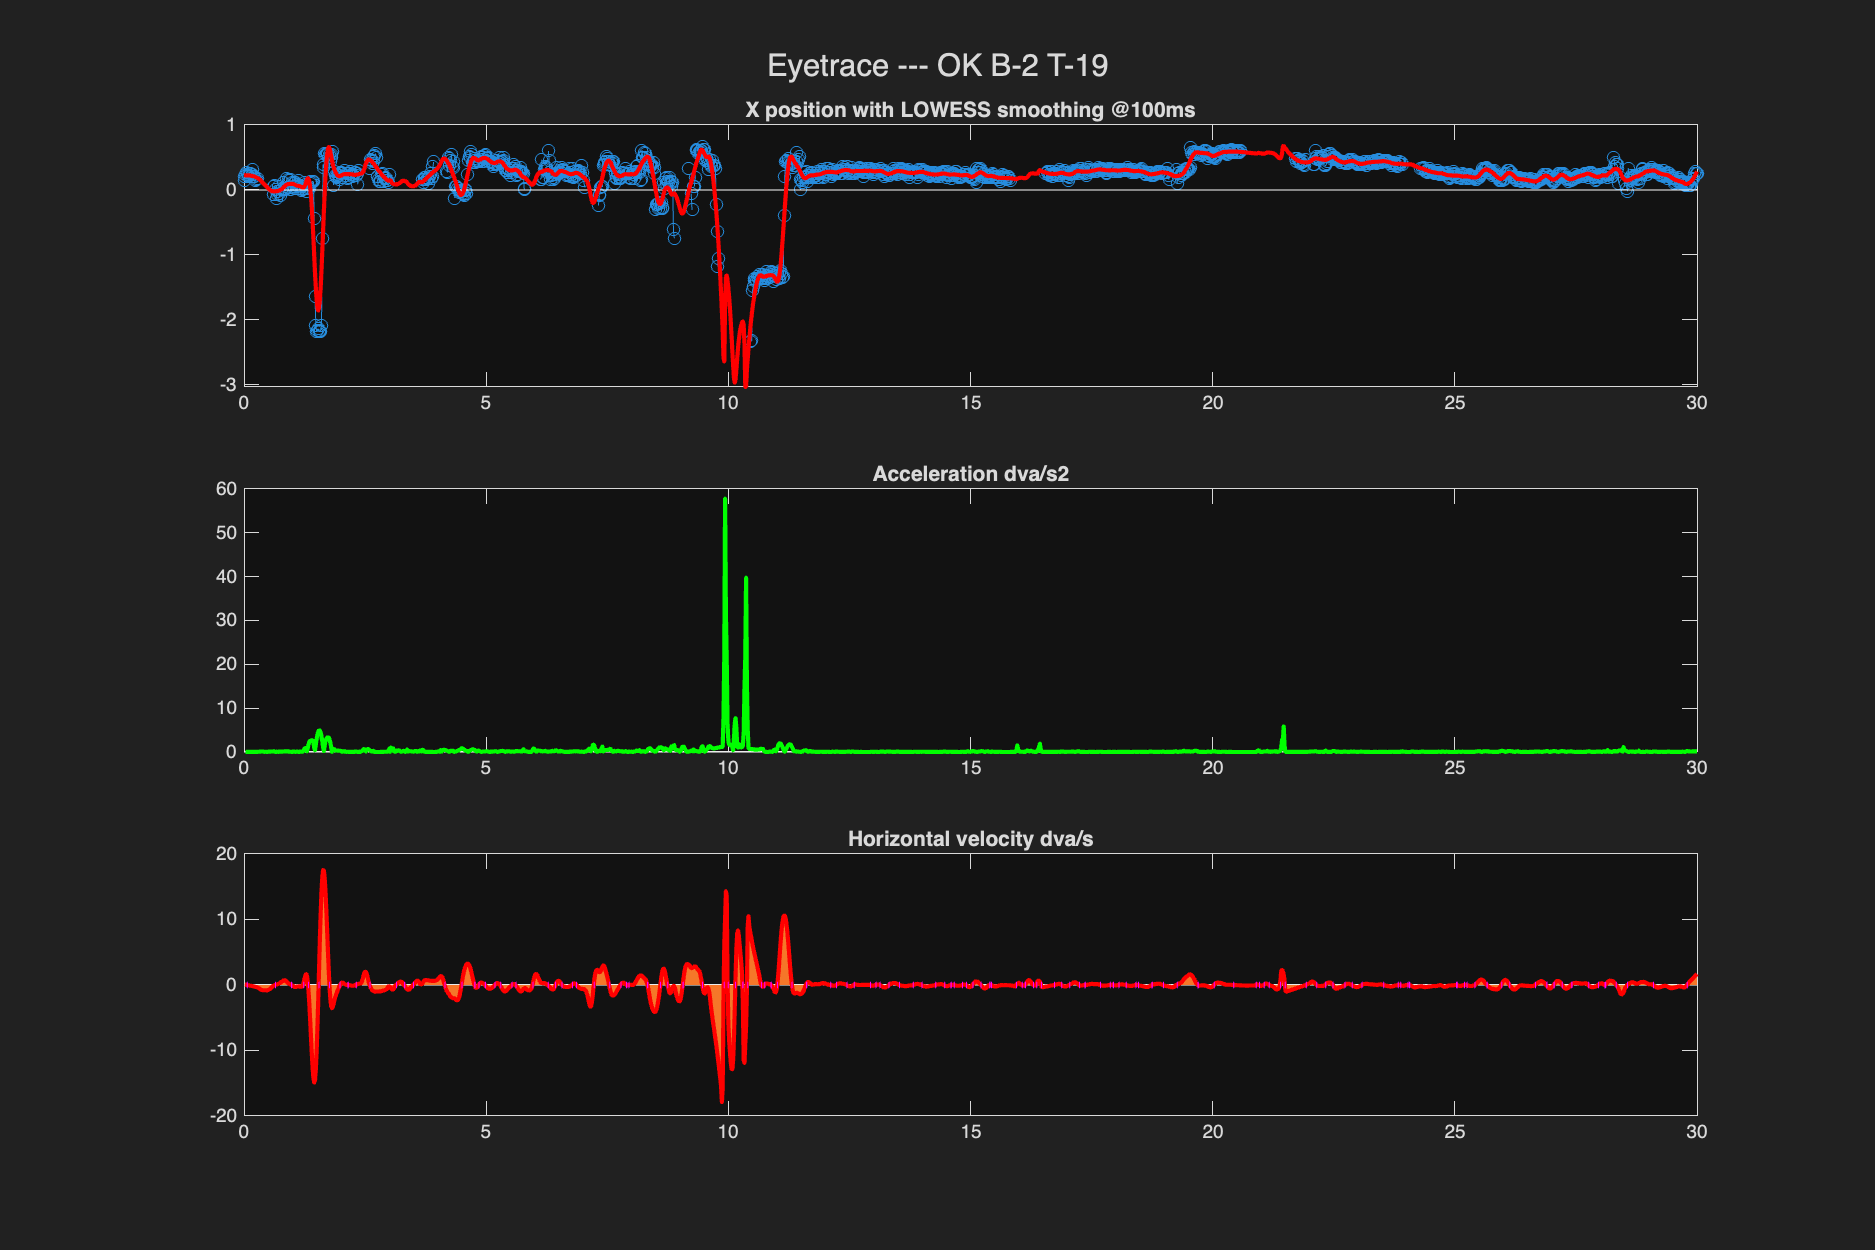 Eyetrace --- OK B-2 T-19
X position with LOWESS smoothing @100ms
1
0
-1
-2
-3
0 5 10 15 20 25 30
Acceleration dva/s2
60
50
40
30
20
10
0
0 5 10 15 20 25 30
Horizontal velocity dva/s
20
10
0
-10
-20
0 5 10 15 20 25 30